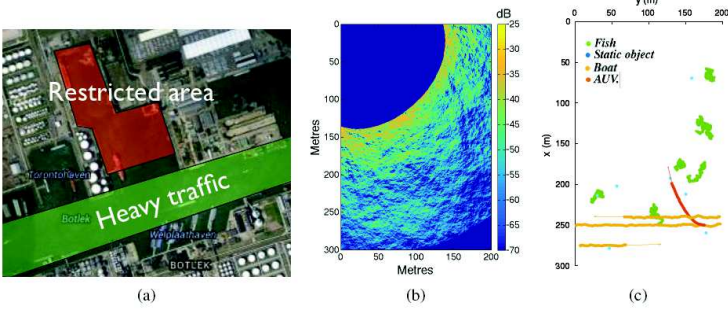 Restricted area
Torontohaven
Heavy traffic
Botlek
Welplaathaven
BOTLEK
(a)
dB
0
50
100
150
200
250
300
Metres
0 50 100 150 200
Metres
25
30
35
40
45
50
55
60
65
70
(b)
y (m)
0 50 100 150 200
0
50
100
150
200
250
300
x (m)
Fish
Static object
Boat
AUV.
(c)